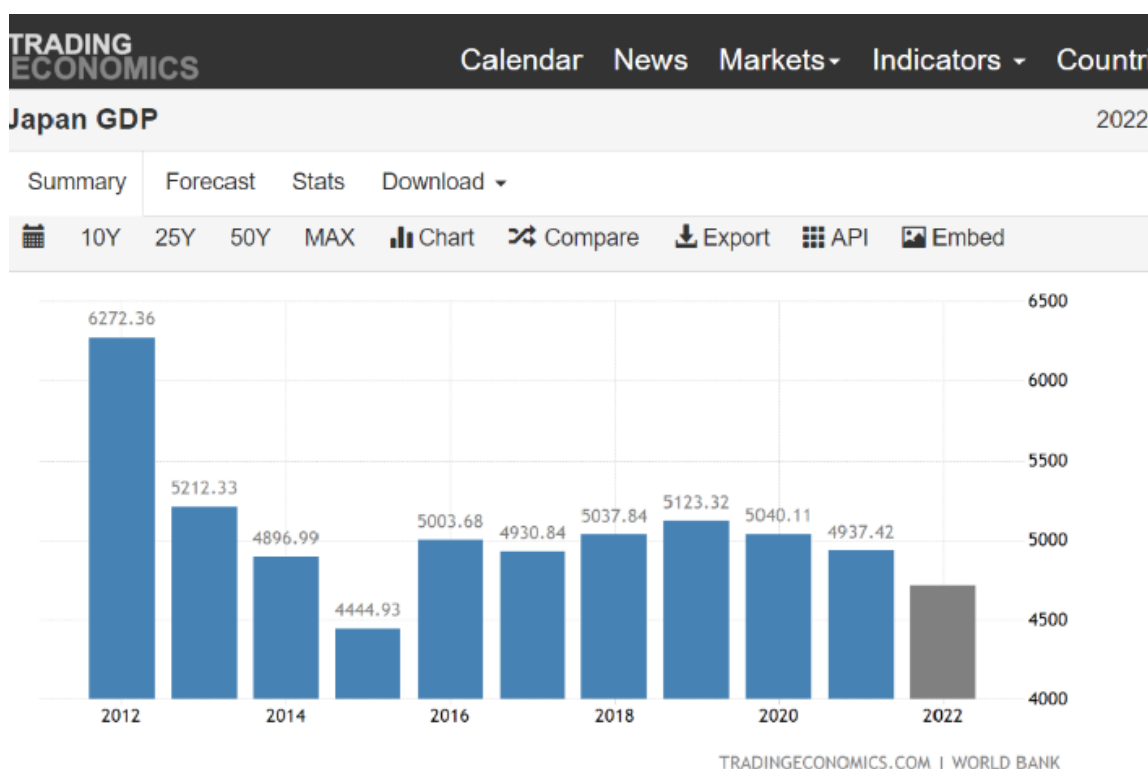 TRADING
ECONOMICS
Calendar News Markets Indicators Countri
Japan GDP 2022
Summary Forecast Stats Download
10Y 25Y 50Y MAX Chart Compare Export API Embed
6500
6272.36
6000
5500
5212.33
5123.32
5003.68 5037.84 5040.11
4896.99 4930.84 4937.42
5000
4444.93
4500
4000
2012 2014 2016 2018 2020 2022
TRADINGECONOMICS.COM | WORLD BANK